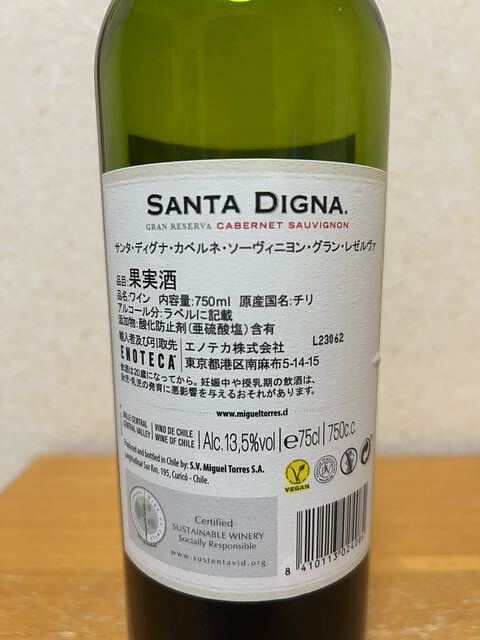 SANTA DIGNA.
GRAN RESERVA CABERNET SAUVIGNON
サンタ・ディグナ・カベルネ・ソーヴィニヨン・グラン・レゼルヴァ
品目:果実酒
品名:ワイン 内容量:750ml 原産国名:チリ
アルコール分:ラベルに記載
添加物:酸化防止剤(亜硫酸塩)含有
L23062
輸入者及び引取先 エノテカ株式会社
ENOTECA 東京都港区南麻布5-14-15
飲酒は20歳になってから。妊娠中や授乳期の飲酒は、
胎児・乳児の発育に悪影響を与えるおそれがあります。
www.migueltorres.cl
VALLE CENTRAL VINO DE CHILE
CENTRAL VALLEY WINE OF CHILE
Alc.13,5%vol e75cl 750c.c.
Produced and bottled in Chile by: S.V. Miguel Torres S.A.
Longitudinal Sur Km. 195, Curicó - Chile.
VEGAN
Certified
SUSTAINABLE WINERY
Socially Responsible
www.sustentavid.org